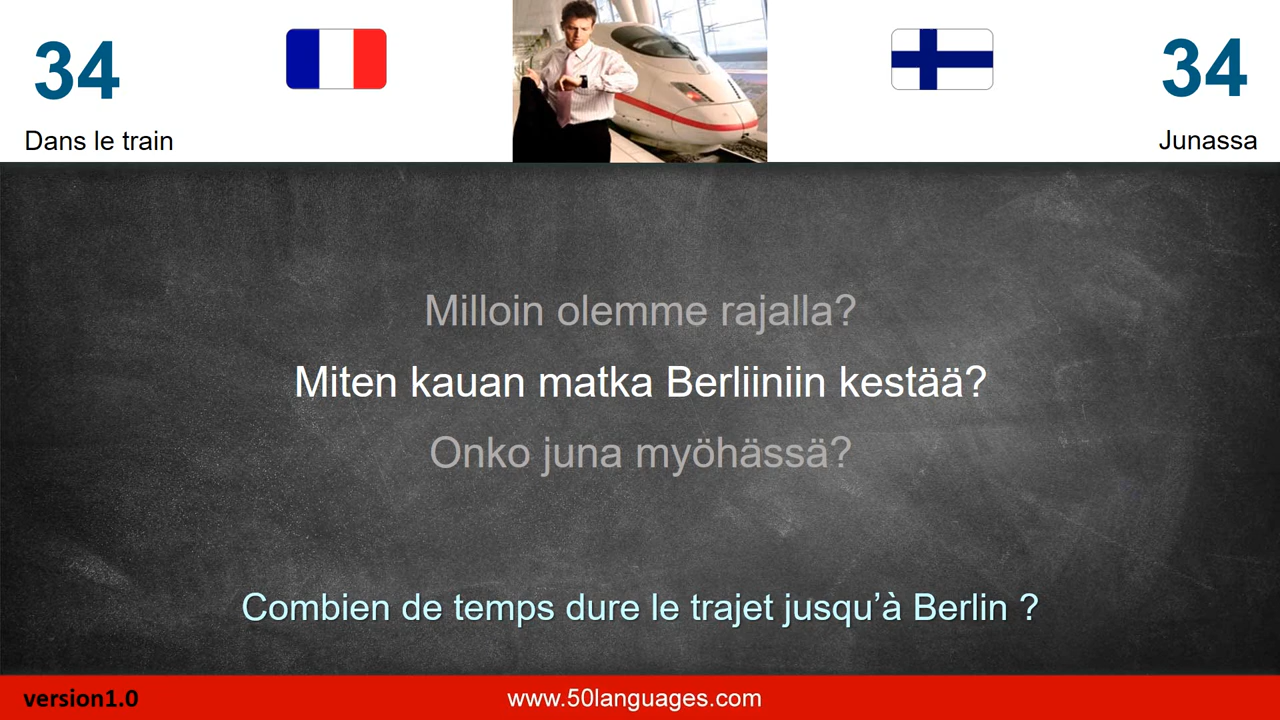 34
34
Dans le train
Junassa
Milloin olemme rajalla?
Miten kauan matka Berliiniin kestää?
Onko juna myöhässä?
Combien de temps dure le trajet jusqu’à Berlin ?
version1.0
www.50languages.com